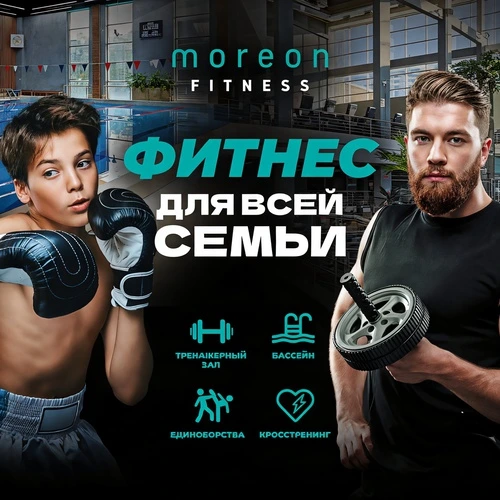 moreon
FITNESS
ФИТНЕС
ДЛЯ ВСЕЙ
СЕМЬИ
ТРЕНАЖЕРНЫЙ
ЗАЛ
БАССЕЙН
ЕДИНОБОРСТВА
КРОССТРЕНИНГ